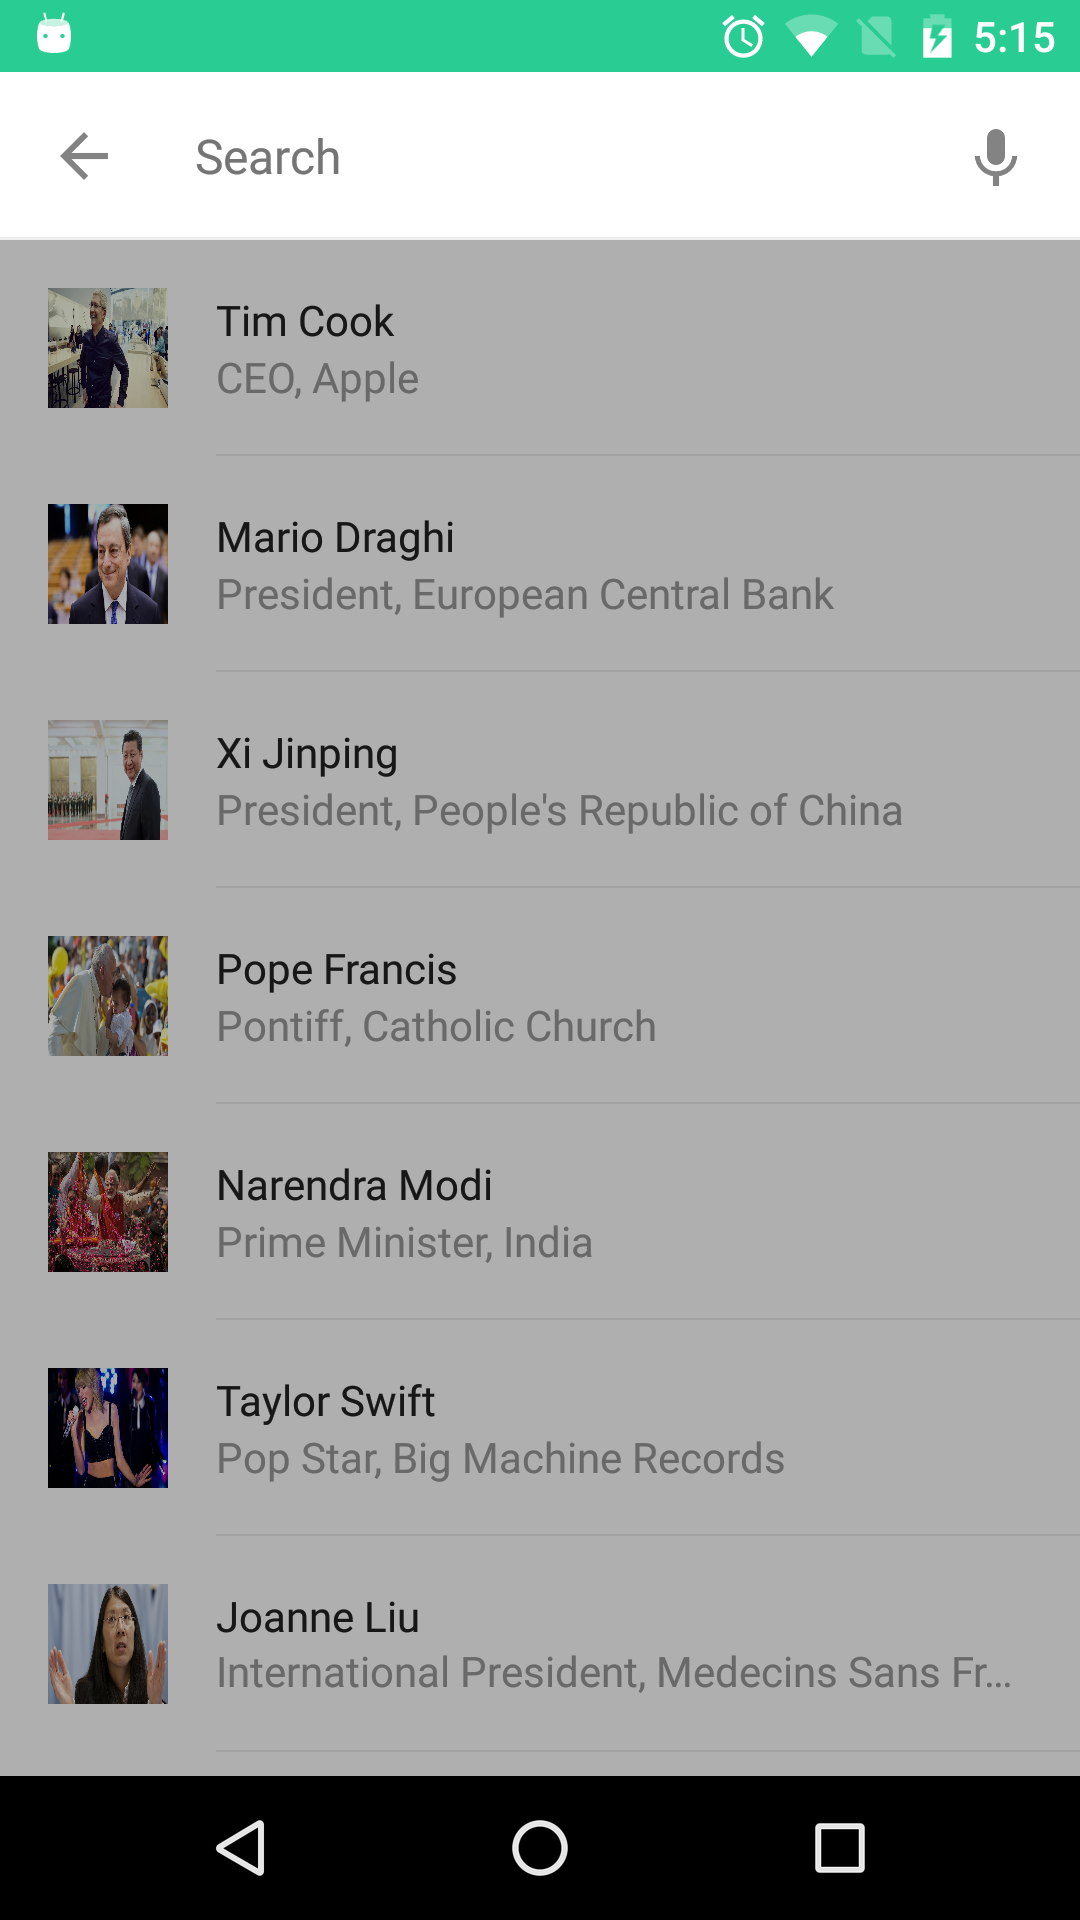 5:15
Search
Tim Cook
CEO, Apple
Mario Draghi
President, European Central Bank
Xi Jinping
President, People's Republic of China
Pope Francis
Pontiff, Catholic Church
Narendra Modi
Prime Minister, India
Taylor Swift
Pop Star, Big Machine Records
Joanne Liu
International President, Medecins Sans Fr...